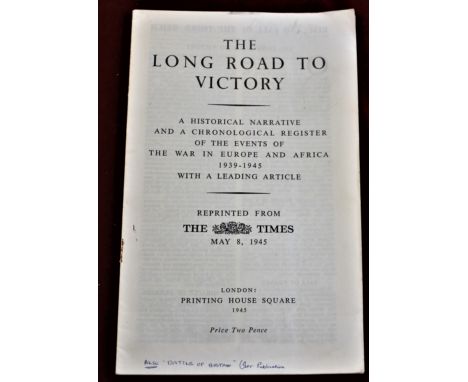 THE
LONG ROAD TO
VICTORY
A HISTORICAL NARRATIVE
AND A CHRONOLOGICAL REGISTER
OF THE EVENTS OF
THE WAR IN EUROPE AND AFRICA
1939-1945
WITH A LEADING ARTICLE
REPRINTED FROM
THE TIMES
MAY 8, 1945
LONDON:
PRINTING HOUSE SQUARE
1945
Price Two Pence
ALSO "BATTLE OF BRITAIN" Publication